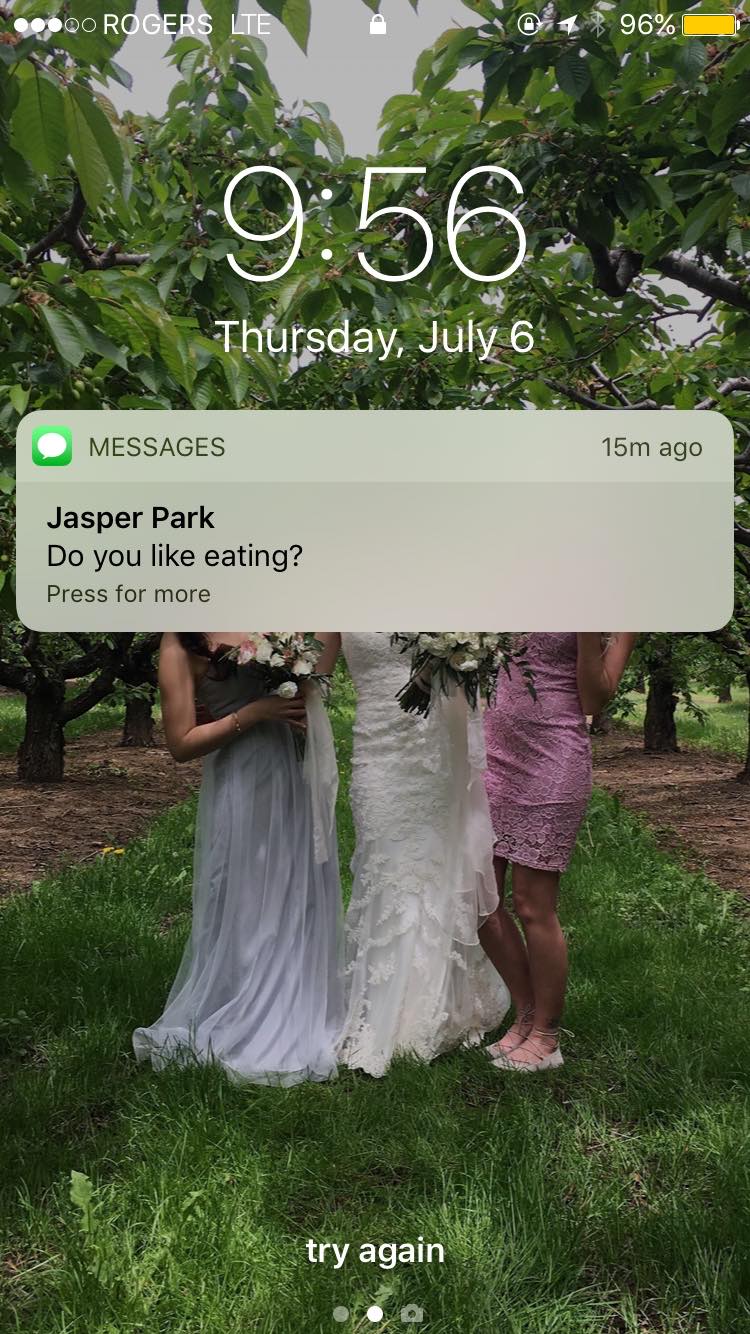 ROGERS LTE 96%
9:56
Thursday, July 6
MESSAGES 15m ago
Jasper Park
Do you like eating?
Press for more
try again